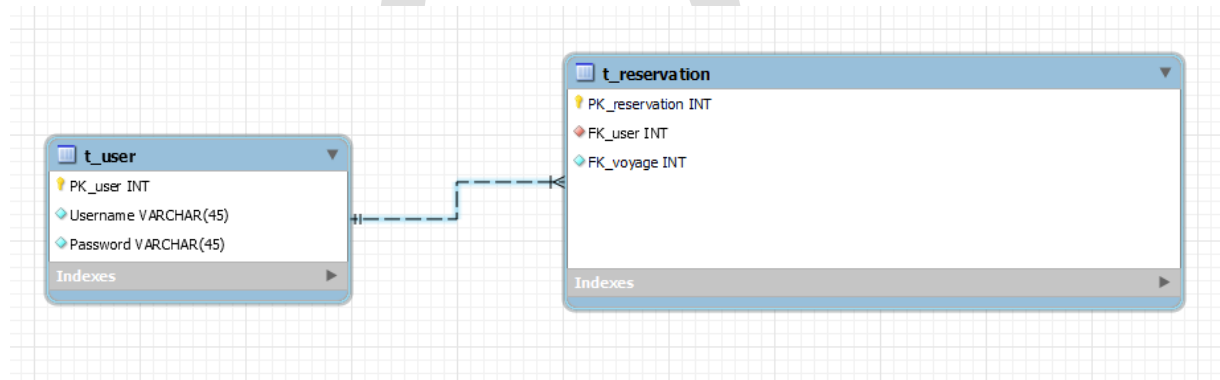 t_user
PK_user INT
Username VARCHAR(45)
Password VARCHAR(45)
Indexes
t_reservation
PK_reservation INT
FK_user INT
FK_voyage INT
Indexes